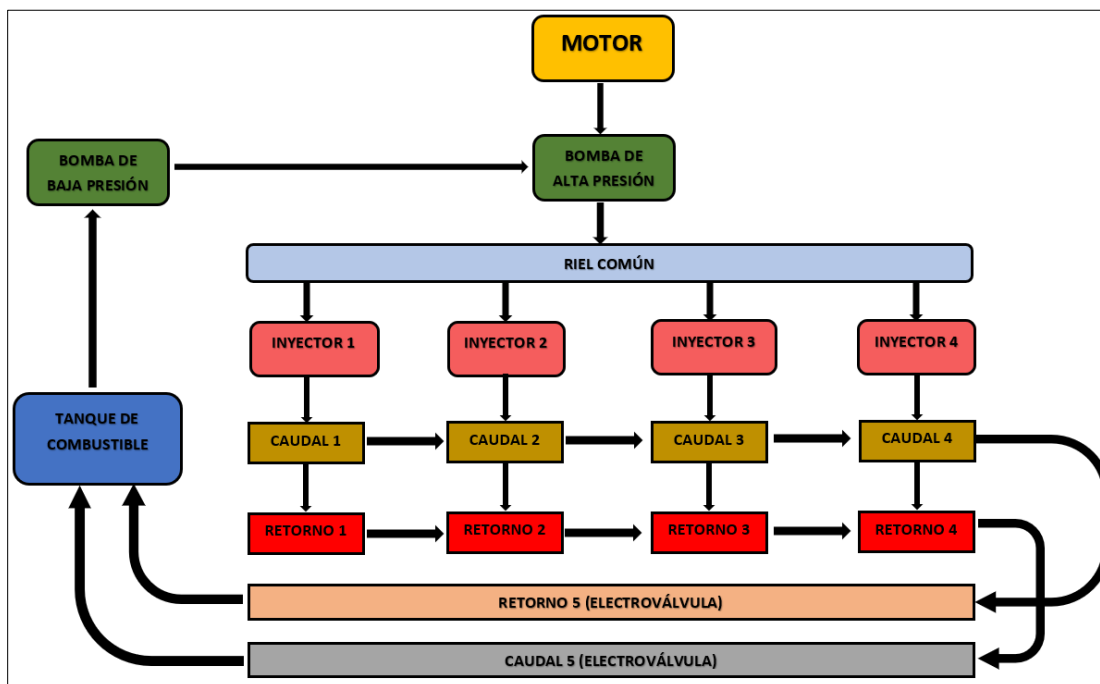 MOTOR
BOMBA DE
BAJA PRESIÓN
BOMBA DE
ALTA PRESIÓN
RIEL COMÚN
INYECTOR 1
INYECTOR 2
INYECTOR 3
INYECTOR 4
TANQUE DE
COMBUSTIBLE
CAUDAL 1
CAUDAL 2
CAUDAL 3
CAUDAL 4
RETORNO 1
RETORNO 2
RETORNO 3
RETORNO 4
RETORNO 5 (ELECTROVÁLVULA)
CAUDAL 5 (ELECTROVÁLVULA)